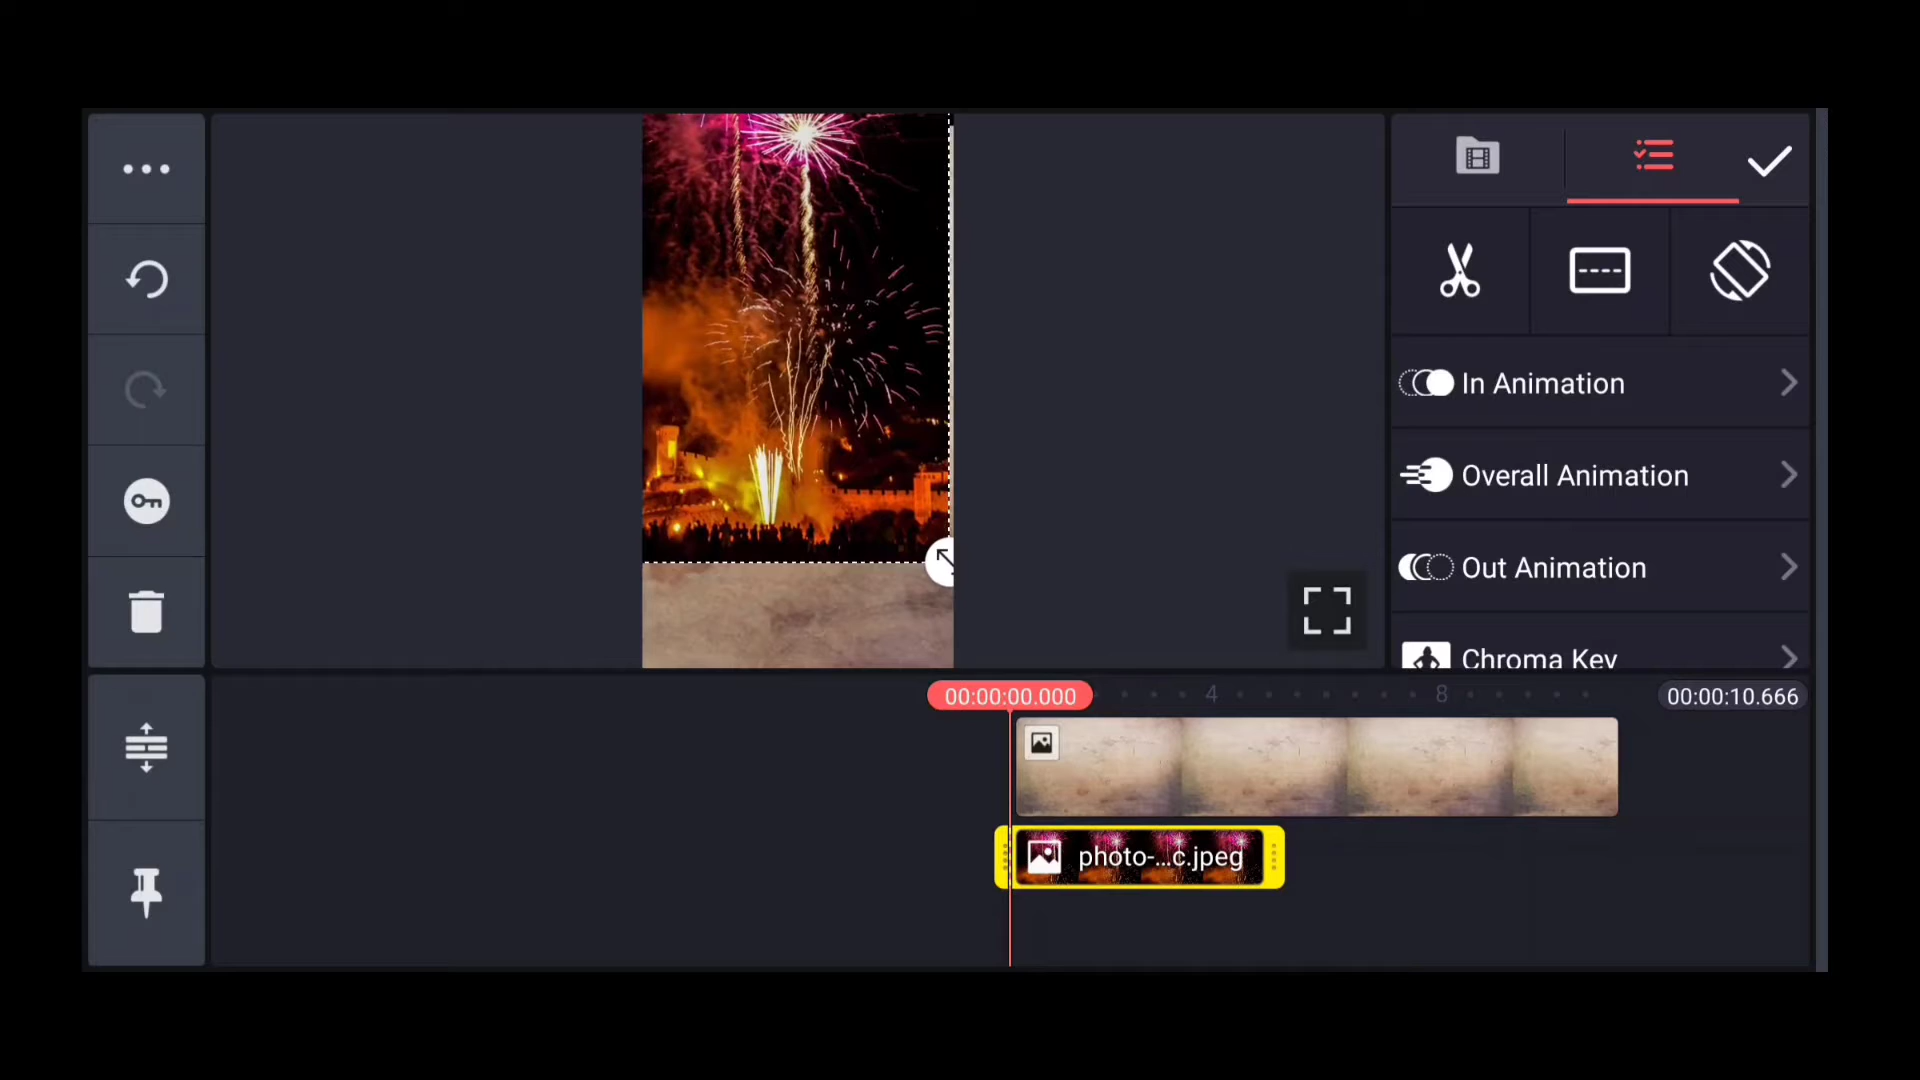 In Animation
Overall Animation
Out Animation
Chroma Key
00:00:00.000
4
8
00:00:10.666
photo-...c.jpeg